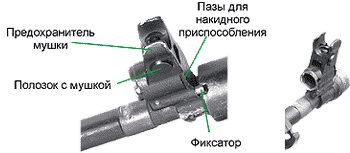 Предохранитель
мушки
Полозок с мушкой
Пазы для
накидного
приспособления
Фиксатор